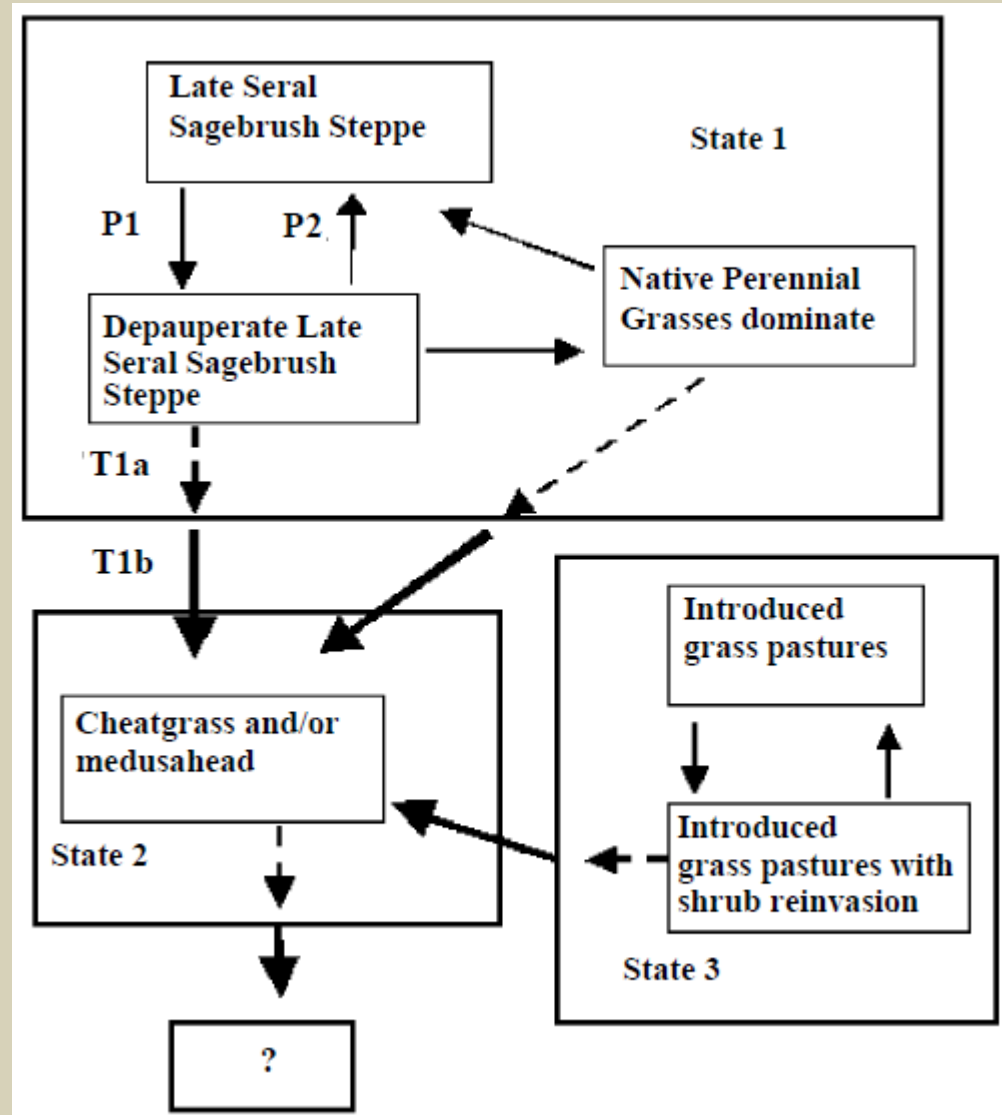 Late Seral
Sagebrush Steppe
State 1
P1
P2
Native Perennial
Grasses dominate
Depauperate Late
Seral Sagebrush
Steppe
T1a
T1b
Introduced
grass pastures
Cheatgrass and/or
medusahead
State 2
Introduced
grass pastures with
shrub reinvasion
State 3
?